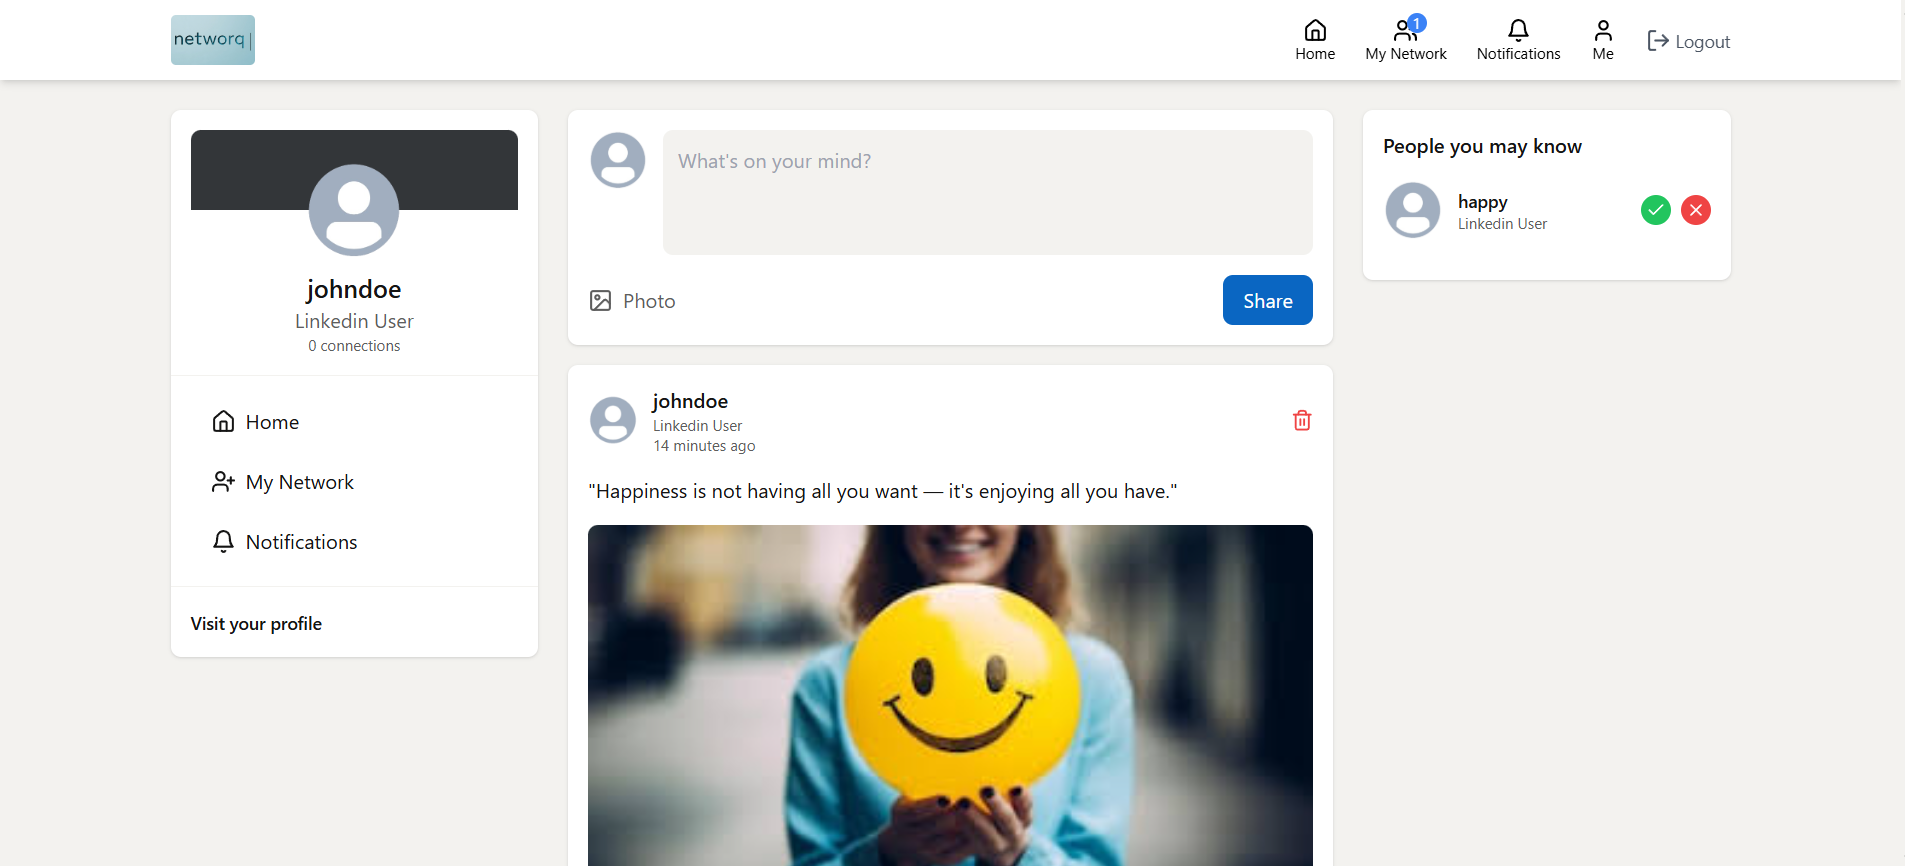 networq |
1
Home
My Network
Notifications
Me
Logout
johndoe
Linkedin User
0 connections
Home
My Network
Notifications
Visit your profile
What's on your mind?
Photo
Share
johndoe
Linkedin User
14 minutes ago
"Happiness is not having all you want — it's enjoying all you have."
People you may know
happy
Linkedin User